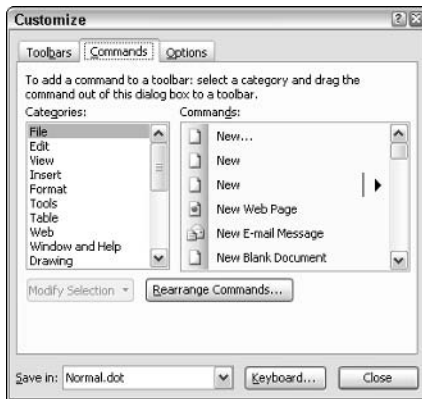 Customize
Toolbars Commands Options
To add a command to a toolbar: select a category and drag the
command out of this dialog box to a toolbar.
Categories: Commands:
File
Edit
View
Insert
Format
Tools
Table
Web
Window and Help
Drawing
New...
New
New
New Web Page
New E-mail Message
New Blank Document
Modify Selection Rearrange Commands...
Save in: Normal.dot Keyboard... Close